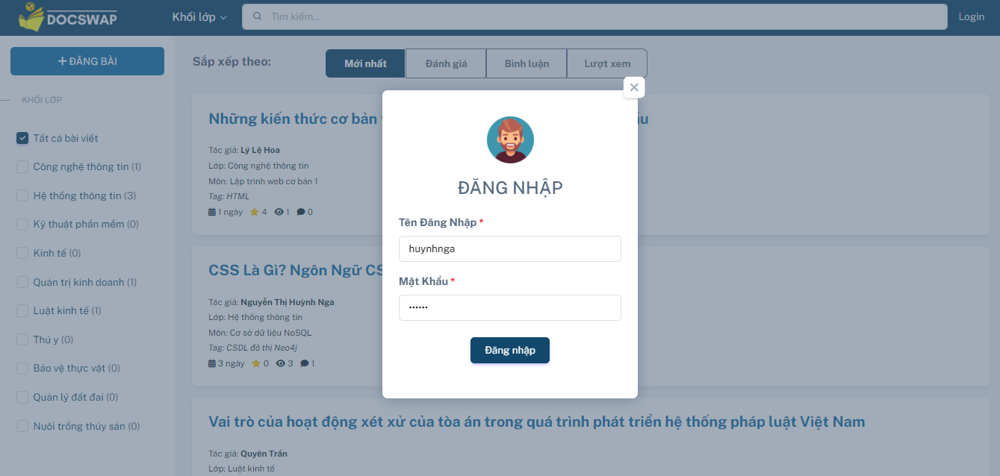 DOCSWAP
Khối lớp
Tìm kiếm...
Login
ĐĂNG BÀI
Sắp xếp theo:
Mới nhất
Đánh giá
Bình luận
Lượt xem
KHỐI LỚP
Tất cả bài viết
Công nghệ thông tin (1)
Hệ thống thông tin (3)
Kỹ thuật phần mềm (0)
Kinh tế (0)
Quản trị kinh doanh (1)
Luật kinh tế (1)
Thú y (0)
Bảo vệ thực vật (0)
Quản lý đất đai (0)
Nuôi trồng thủy sản (0)
Những kiến thức cơ bản
Tác giả: Lý Lệ Hoa
Lớp: Công nghệ thông tin
Môn: Lập trình web cơ bản 1
Tag: HTML
1 ngày 4 1 0
CSS Là Gì? Ngôn Ngữ
Tác giả: Nguyễn Thị Huỳnh Nga
Lớp: Hệ thống thông tin
Môn: Cơ sở dữ liệu NoSQL
Tag: CSDL đồ thị Neo4j
3 ngày 0 3 1
Vai trò của hoạt động xét xử của tòa án trong quá trình phát triển hệ thống pháp luật Việt Nam
Tác giả: Quyên Trần
Lớp: Luật kinh tế
ĐĂNG NHẬP
Tên Đăng Nhập *
huynhnga
Mật Khẩu *
••••••
Đăng nhập